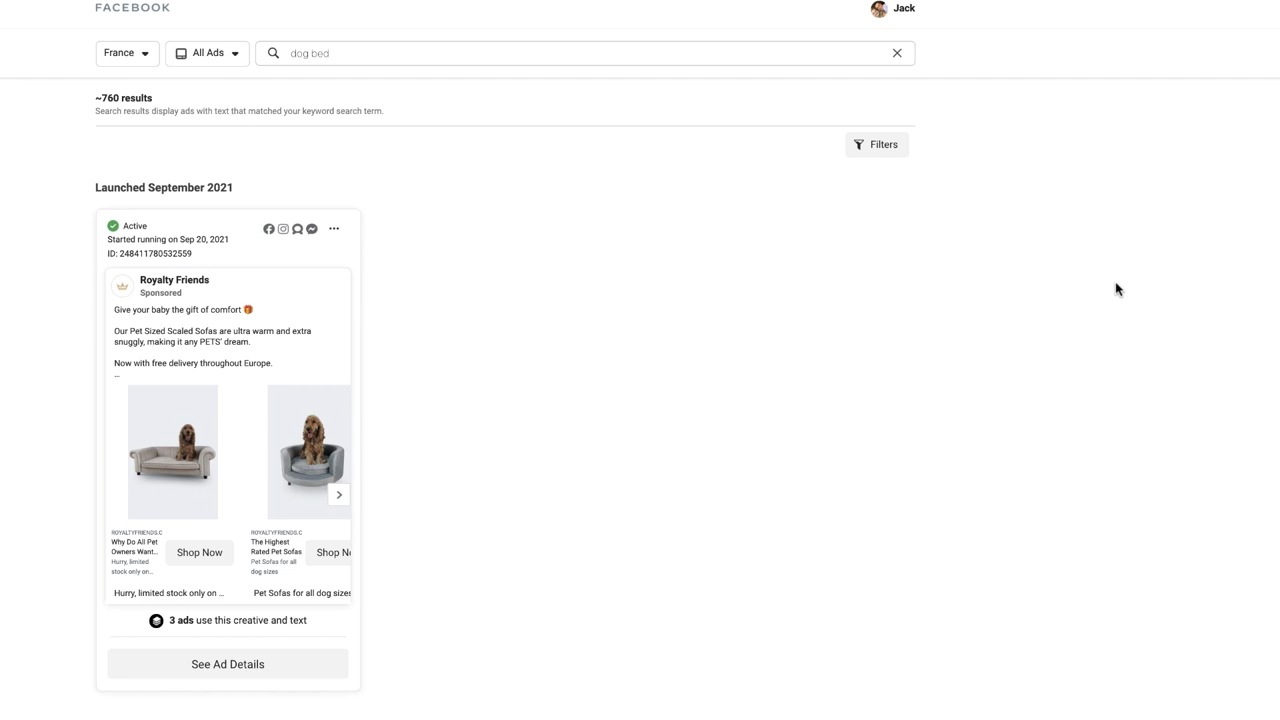 FACEBOOK
Jack
France
All Ads
dog bed
~760 results
Search results display ads with text that matched your keyword search term.
Filters
Launched September 2021
Active
Started running on Sep 20, 2021
ID: 248411780532559
Royalty Friends
Sponsored
Give your baby the gift of comfort 🎁
Our Pet Sized Scaled Sofas are ultra warm and extra
snuggly, making it any PETS' dream.
Now with free delivery throughout Europe.
...
ROYALTYFRIENDS.C
Why Do All Pet
Owners Want...
Hurry, limited
stock only on...
Shop Now
ROYALTYFRIENDS.C
The Highest
Rated Pet Sofas
Pet Sofas for all
dog sizes
Shop No
Hurry, limited stock only on ...
Pet Sofas for all dog sizes
3 ads use this creative and text
See Ad Details